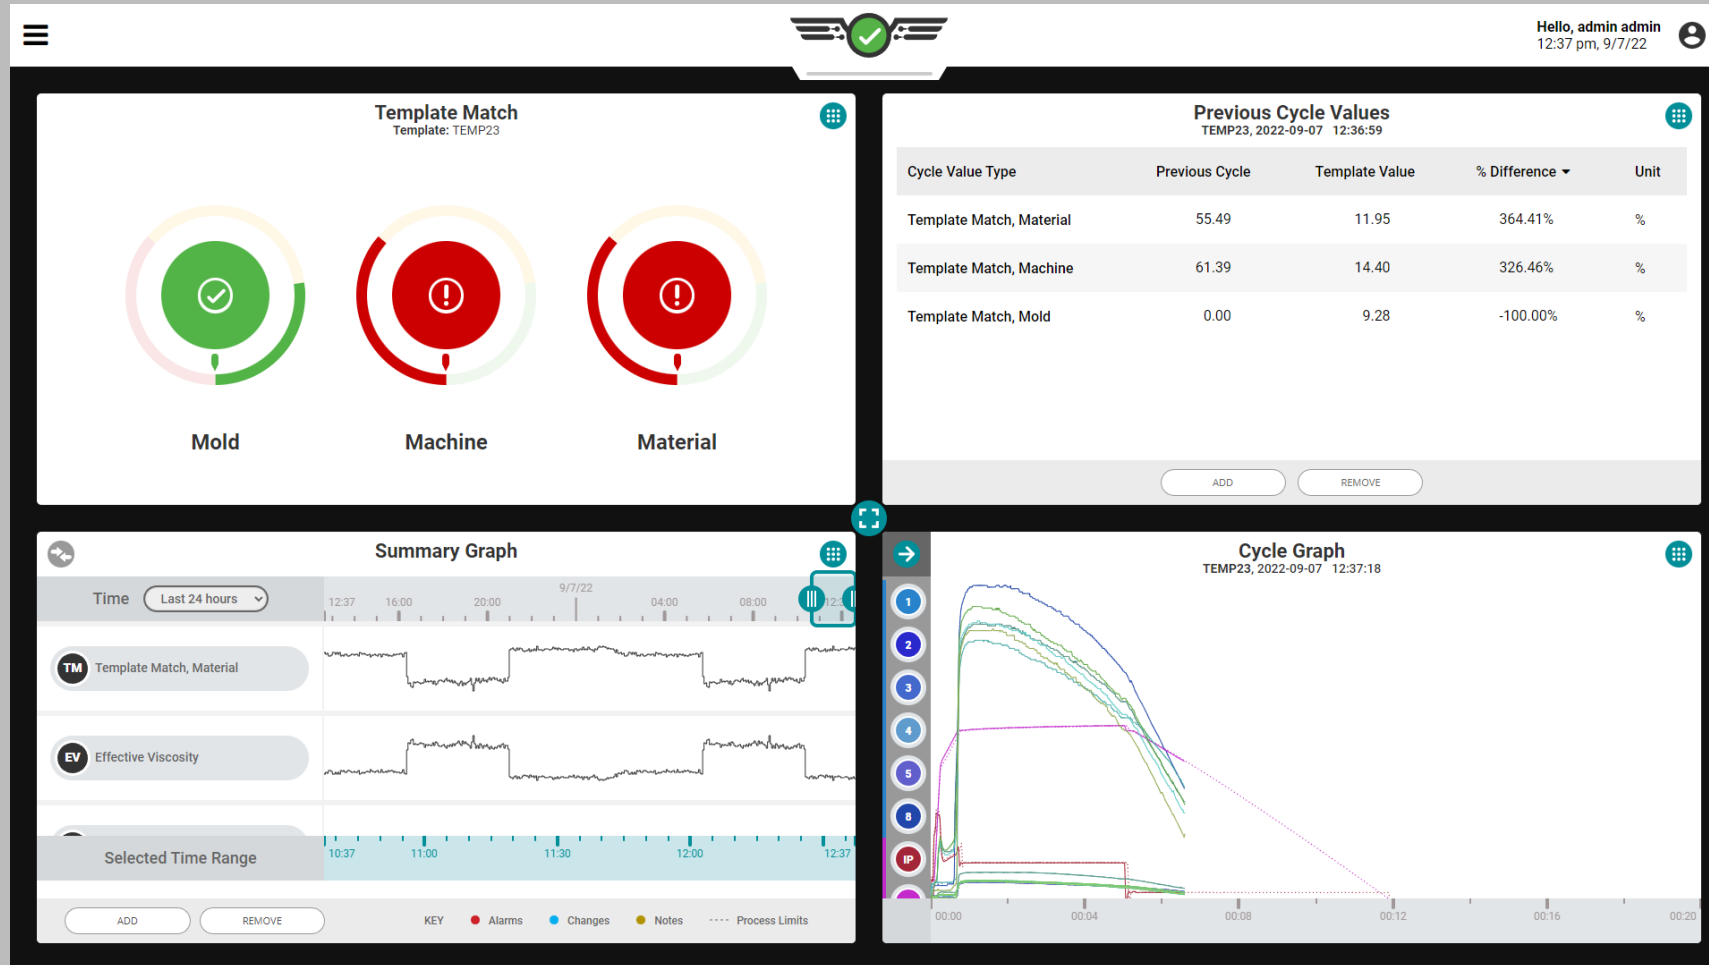 Hello, admin admin
12:37 pm, 9/7/22
Template Match
Template: TEMP23
Mold
Machine
Material
Previous Cycle Values
TEMP23, 2022-09-07 12:36:59
Cycle Value Type Previous Cycle Template Value % Difference Unit
Template Match, Material 55.49 11.95 364.41% %
Template Match, Machine 61.39 14.40 326.46% %
Template Match, Mold 0.00 9.28 -100.00% %
ADD REMOVE
Summary Graph
Time Last 24 hours
9/7/22
12:37 16:00 20:00 04:00 08:00
TM Template Match, Material
EV Effective Viscosity
Selected Time Range
10:37 11:00 11:30 12:00 12:37
ADD REMOVE KEY Alarms Changes Notes Process Limits
Cycle Graph
TEMP23, 2022-09-07 12:37:18
1
2
3
4
5
8
IP
00:00 00:04 00:08 00:12 00:16 00:20